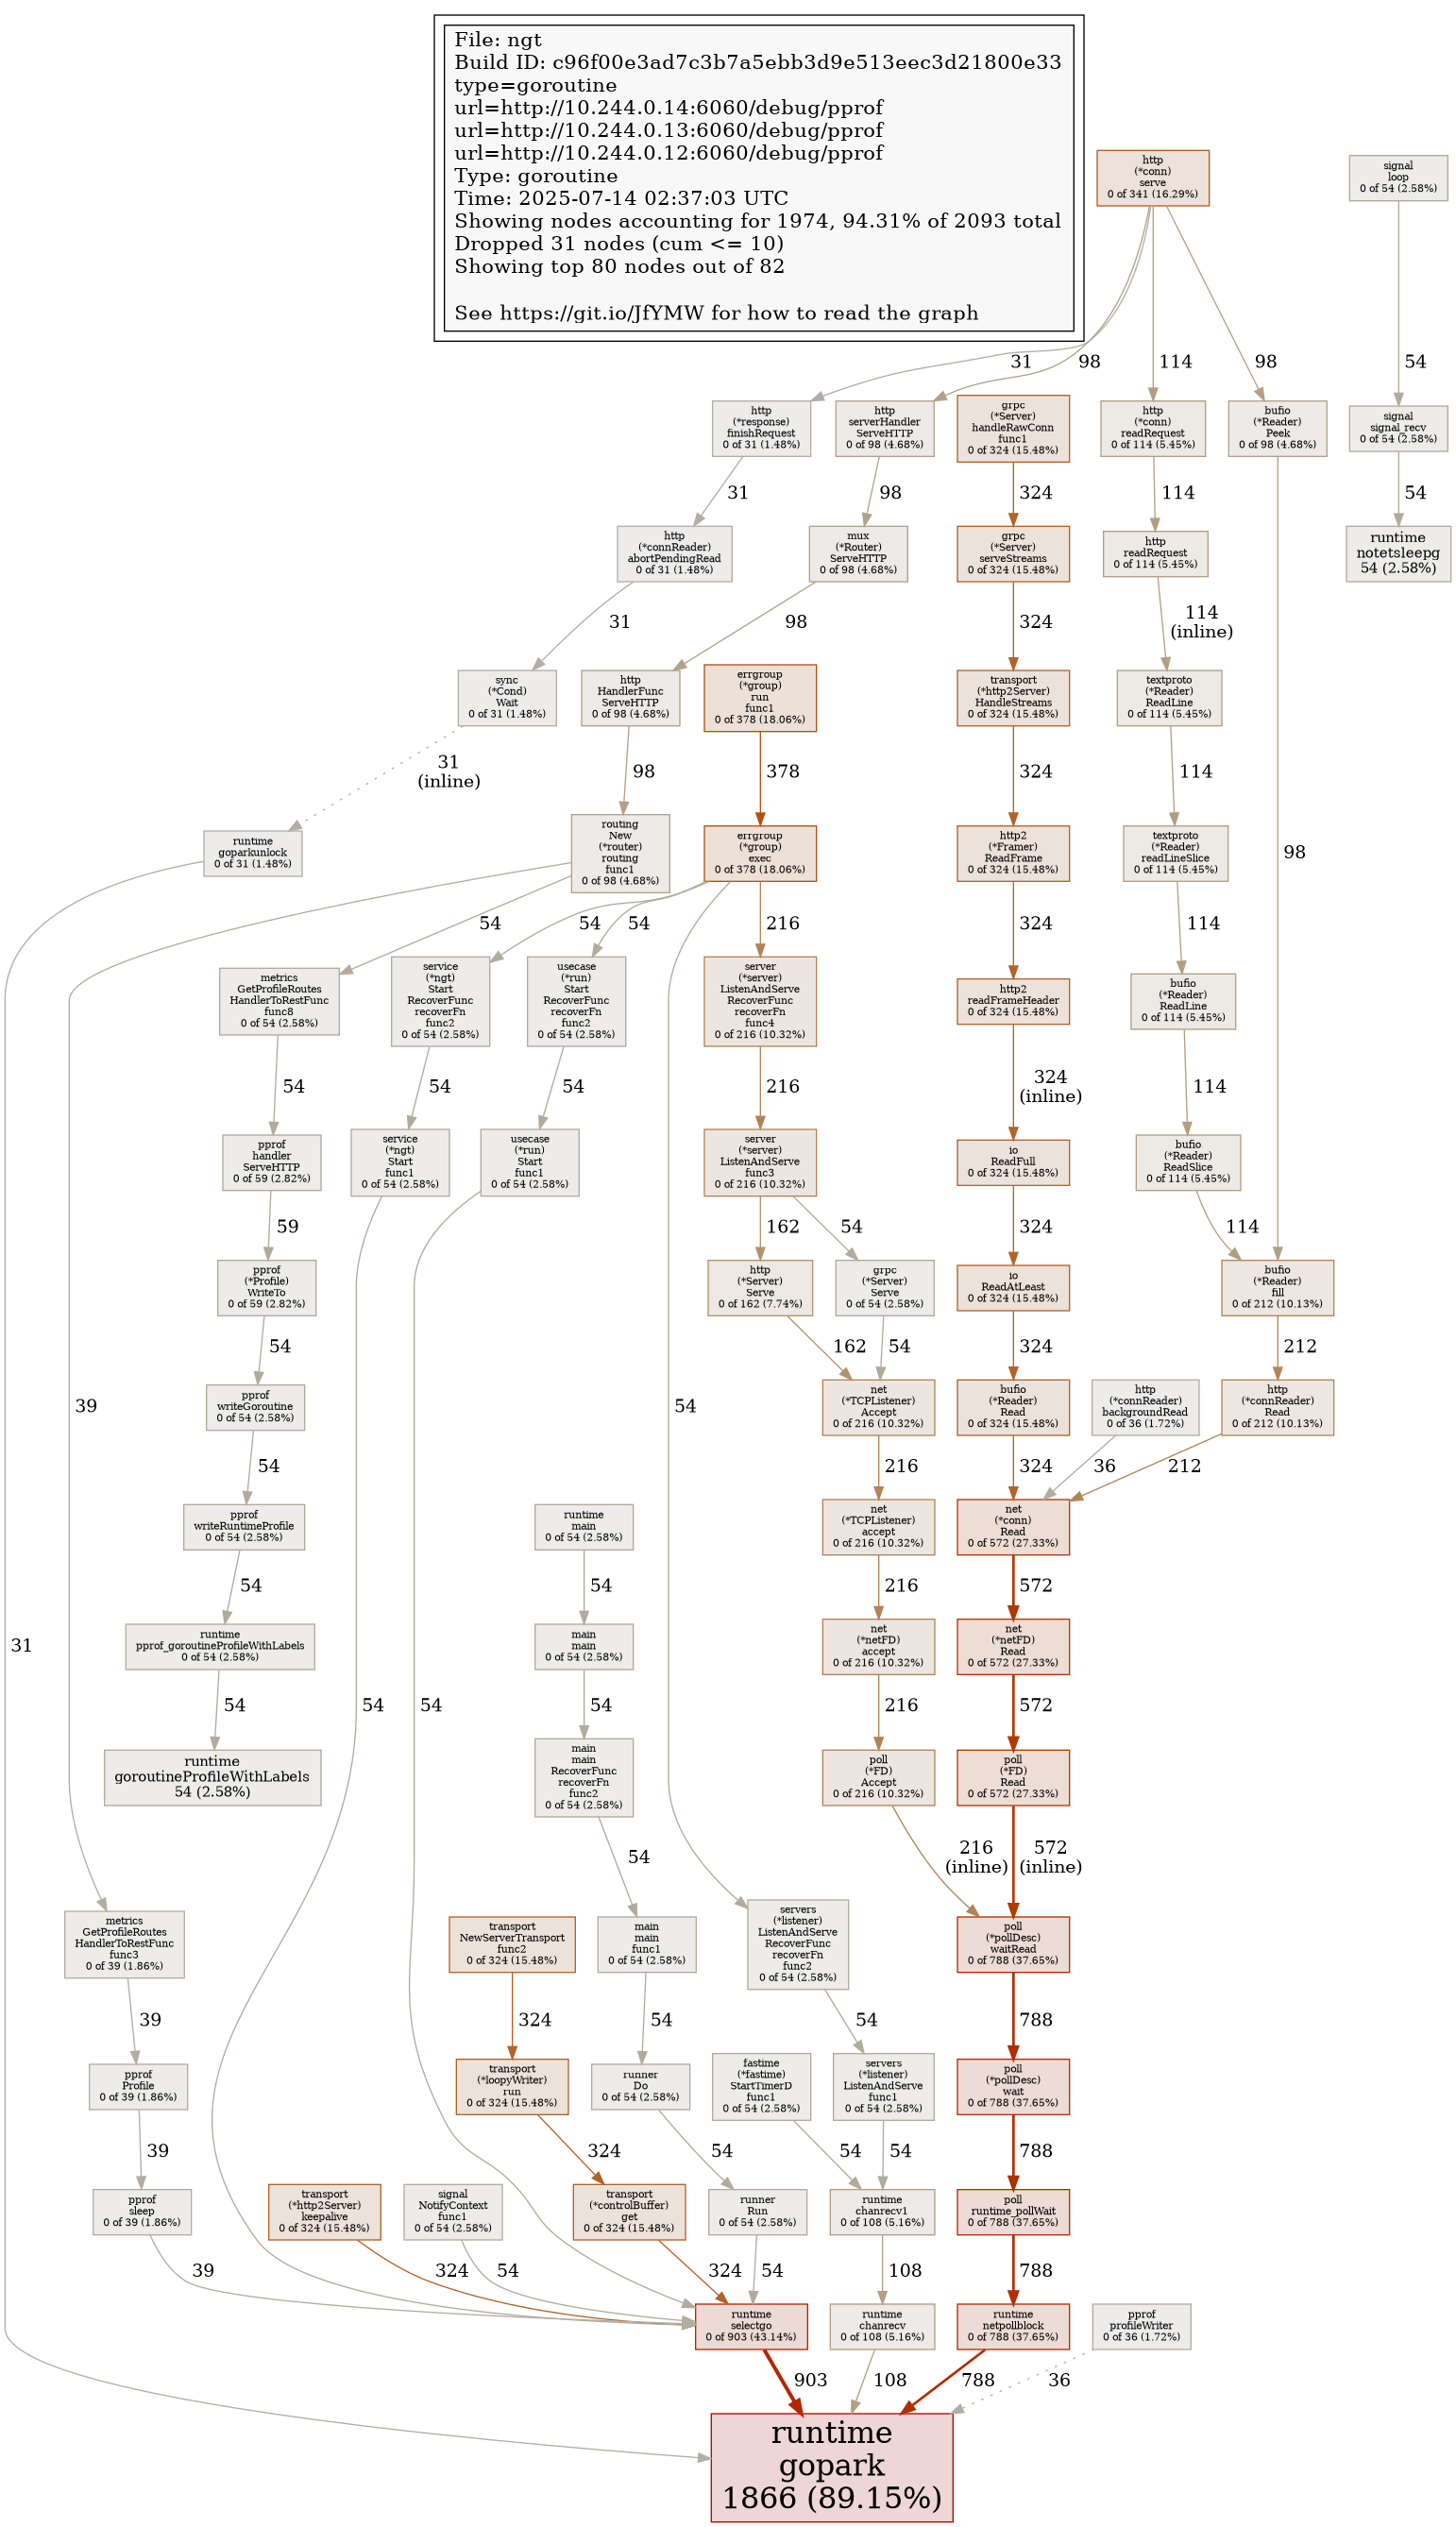 File: ngt
Build ID: c96f00e3ad7c3b7a5ebb3d9e513eec3d21800e33
type=goroutine
url=http://10.244.0.14:6060/debug/pprof
url=http://10.244.0.13:6060/debug/pprof
url=http://10.244.0.12:6060/debug/pprof
Type: goroutine
Time: 2025-07-14 02:37:03 UTC
Showing nodes accounting for 1974, 94.31% of 2093 total
Dropped 31 nodes (cum <= 10)
Showing top 80 nodes out of 82
See https://git.io/JfYMW for how to read the graph
http
(*conn)
serve
0 of 341 (16.29%)
signal
loop
0 of 54 (2.58%)
31
98
114
98
54
http
(*response)
finishRequest
0 of 31 (1.48%)
http
serverHandler
ServeHTTP
0 of 98 (4.68%)
grpc
(*Server)
handleRawConn
func1
0 of 324 (15.48%)
http
(*conn)
readRequest
0 of 114 (5.45%)
bufio
(*Reader)
Peek
0 of 98 (4.68%)
signal
signal_recv
0 of 54 (2.58%)
31
98
324
114
54
http
(*connReader)
abortPendingRead
0 of 31 (1.48%)
mux
(*Router)
ServeHTTP
0 of 98 (4.68%)
grpc
(*Server)
serveStreams
0 of 324 (15.48%)
http
readRequest
0 of 114 (5.45%)
runtime
notetsleepg
54 (2.58%)
31
98
324
114
(inline)
sync
(*Cond)
Wait
0 of 31 (1.48%)
http
HandlerFunc
ServeHTTP
0 of 98 (4.68%)
errgroup
(*group)
run
func1
0 of 378 (18.06%)
transport
(*http2Server)
HandleStreams
0 of 324 (15.48%)
textproto
(*Reader)
ReadLine
0 of 114 (5.45%)
31
(inline)
98
378
324
114
98
runtime
goparkunlock
0 of 31 (1.48%)
routing
New
(*router)
routing
func1
0 of 98 (4.68%)
errgroup
(*group)
exec
0 of 378 (18.06%)
http2
(*Framer)
ReadFrame
0 of 324 (15.48%)
textproto
(*Reader)
readLineSlice
0 of 114 (5.45%)
54
54
54
216
324
114
metrics
GetProfileRoutes
HandlerToRestFunc
func8
0 of 54 (2.58%)
service
(*ngt)
Start
RecoverFunc
recoverFn
func2
0 of 54 (2.58%)
usecase
(*run)
Start
RecoverFunc
recoverFn
func2
0 of 54 (2.58%)
server
(*server)
ListenAndServe
RecoverFunc
recoverFn
func4
0 of 216 (10.32%)
http2
readFrameHeader
0 of 324 (15.48%)
bufio
(*Reader)
ReadLine
0 of 114 (5.45%)
54
54
54
216
324
(inline)
114
pprof
handler
ServeHTTP
0 of 59 (2.82%)
service
(*ngt)
Start
func1
0 of 54 (2.58%)
usecase
(*run)
Start
func1
0 of 54 (2.58%)
server
(*server)
ListenAndServe
func3
0 of 216 (10.32%)
io
ReadFull
0 of 324 (15.48%)
bufio
(*Reader)
ReadSlice
0 of 114 (5.45%)
59
162
54
324
114
pprof
(*Profile)
WriteTo
0 of 59 (2.82%)
http
(*Server)
Serve
0 of 162 (7.74%)
grpc
(*Server)
Serve
0 of 54 (2.58%)
io
ReadAtLeast
0 of 324 (15.48%)
bufio
(*Reader)
fill
0 of 212 (10.13%)
54
162
54
324
212
39
pprof
writeGoroutine
0 of 54 (2.58%)
54
net
(*TCPListener)
Accept
0 of 216 (10.32%)
bufio
(*Reader)
Read
0 of 324 (15.48%)
http
(*connReader)
backgroundRead
0 of 36 (1.72%)
http
(*connReader)
Read
0 of 212 (10.13%)
54
216
324
36
212
pprof
writeRuntimeProfile
0 of 54 (2.58%)
runtime
main
0 of 54 (2.58%)
net
(*TCPListener)
accept
0 of 216 (10.32%)
net
(*conn)
Read
0 of 572 (27.33%)
54
54
216
572
31
runtime
pprof_goroutineProfileWithLabels
0 of 54 (2.58%)
main
main
0 of 54 (2.58%)
net
(*netFD)
accept
0 of 216 (10.32%)
net
(*netFD)
Read
0 of 572 (27.33%)
54
54
54
54
216
572
runtime
goroutineProfileWithLabels
54 (2.58%)
main
main
RecoverFunc
recoverFn
func2
0 of 54 (2.58%)
poll
(*FD)
Accept
0 of 216 (10.32%)
poll
(*FD)
Read
0 of 572 (27.33%)
54
216
(inline)
572
(inline)
metrics
GetProfileRoutes
HandlerToRestFunc
func3
0 of 39 (1.86%)
transport
NewServerTransport
func2
0 of 324 (15.48%)
main
main
func1
0 of 54 (2.58%)
servers
(*listener)
ListenAndServe
RecoverFunc
recoverFn
func2
0 of 54 (2.58%)
poll
(*pollDesc)
waitRead
0 of 788 (37.65%)
39
324
54
54
788
pprof
Profile
0 of 39 (1.86%)
transport
(*loopyWriter)
run
0 of 324 (15.48%)
runner
Do
0 of 54 (2.58%)
fastime
(*fastime)
StartTimerD
func1
0 of 54 (2.58%)
servers
(*listener)
ListenAndServe
func1
0 of 54 (2.58%)
poll
(*pollDesc)
wait
0 of 788 (37.65%)
39
324
54
54
54
788
pprof
sleep
0 of 39 (1.86%)
transport
(*http2Server)
keepalive
0 of 324 (15.48%)
signal
NotifyContext
func1
0 of 54 (2.58%)
transport
(*controlBuffer)
get
0 of 324 (15.48%)
runner
Run
0 of 54 (2.58%)
runtime
chanrecv1
0 of 108 (5.16%)
poll
runtime_pollWait
0 of 788 (37.65%)
39
324
54
324
54
108
788
runtime
selectgo
0 of 903 (43.14%)
runtime
chanrecv
0 of 108 (5.16%)
runtime
netpollblock
0 of 788 (37.65%)
pprof
profileWriter
0 of 36 (1.72%)
903
108
788
36
runtime
gopark
1866 (89.15%)